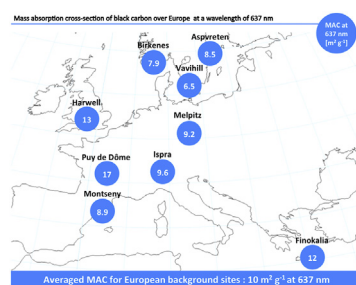 Mass absorption cross-section of black carbon over Europe at a wavelength of 637 nm
MAC at
637 nm
[m² g⁻¹]
Aspvreten
8.5
Birkenes
7.9
Vavihill
6.5
Harwell
13
Melpitz
9.2
Puy de Dôme
17
Ispra
9.6
Montseny
8.9
Finokalia
12
Averaged MAC for European background sites : 10 m² g⁻¹ at 637 nm